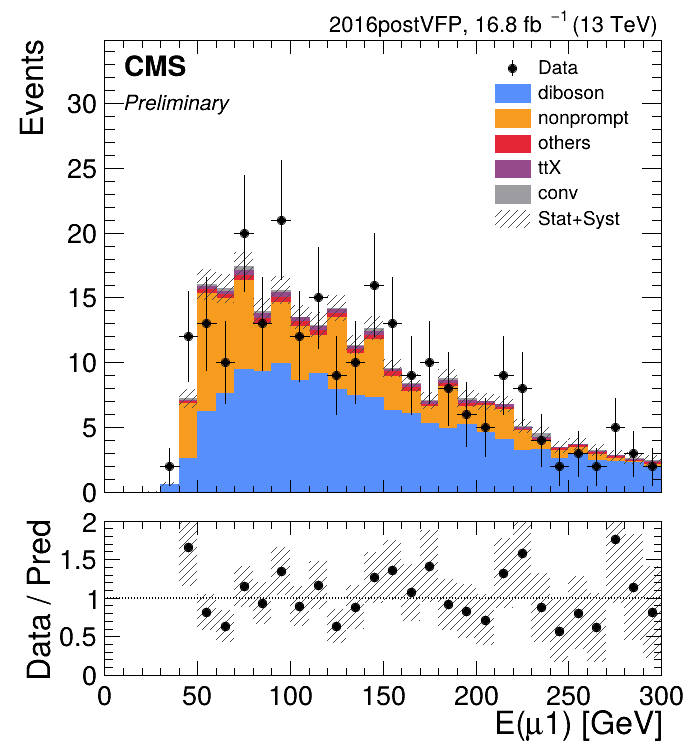 2016postVFP, 16.8 fb⁻¹ (13 TeV)
CMS
Preliminary
Events
30
25
20
15
10
5
0
Data
diboson
nonprompt
others
ttX
conv
Stat+Syst
Data / Pred
2
1.5
1
0.5
0
0 50 100 150 200 250 300
E(μ1) [GeV]